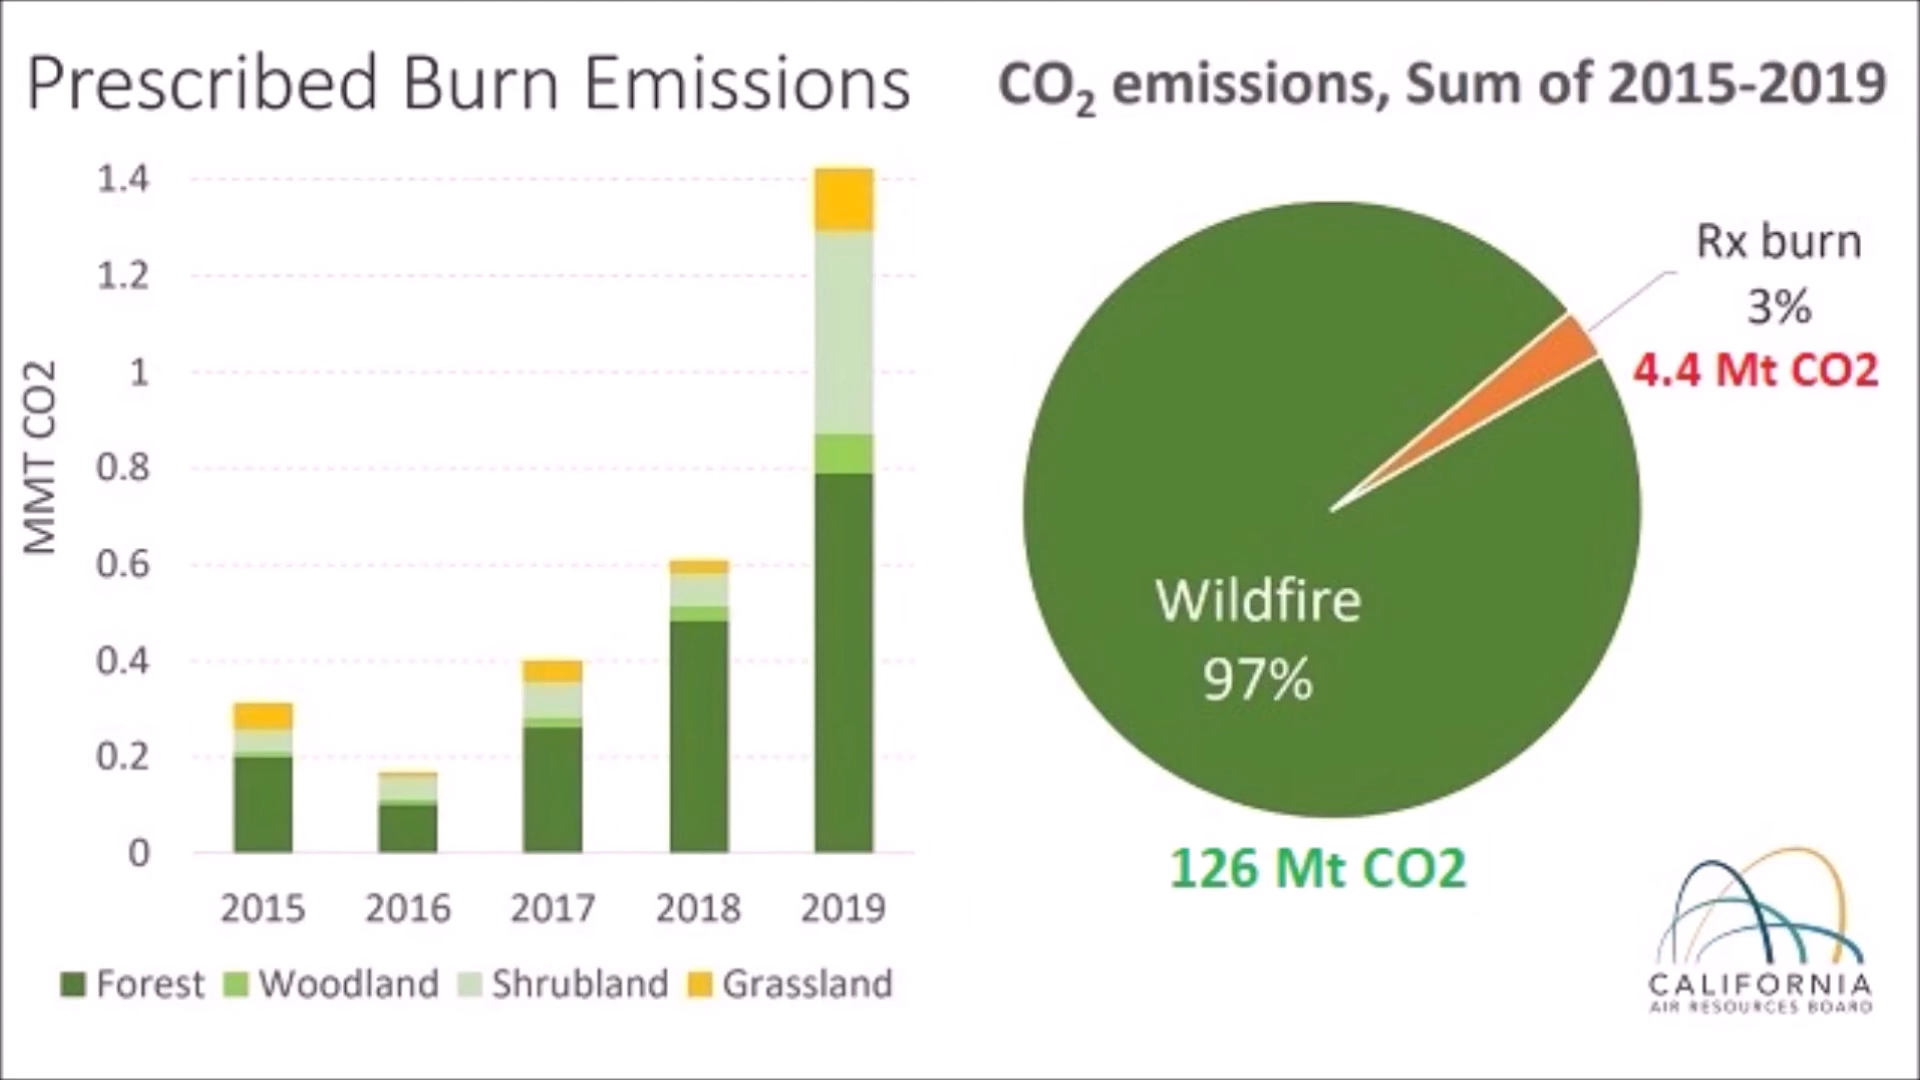 Prescribed Burn Emissions
MMT CO2
1.4
1.2
1
0.8
0.6
0.4
0.2
0
2015 2016 2017 2018 2019
Forest Woodland Shrubland Grassland
CO₂ emissions, Sum of 2015-2019
Rx burn
3%
4.4 Mt CO2
Wildfire
97%
126 Mt CO2
CALIFORNIA
AIR RESOURCES BOARD